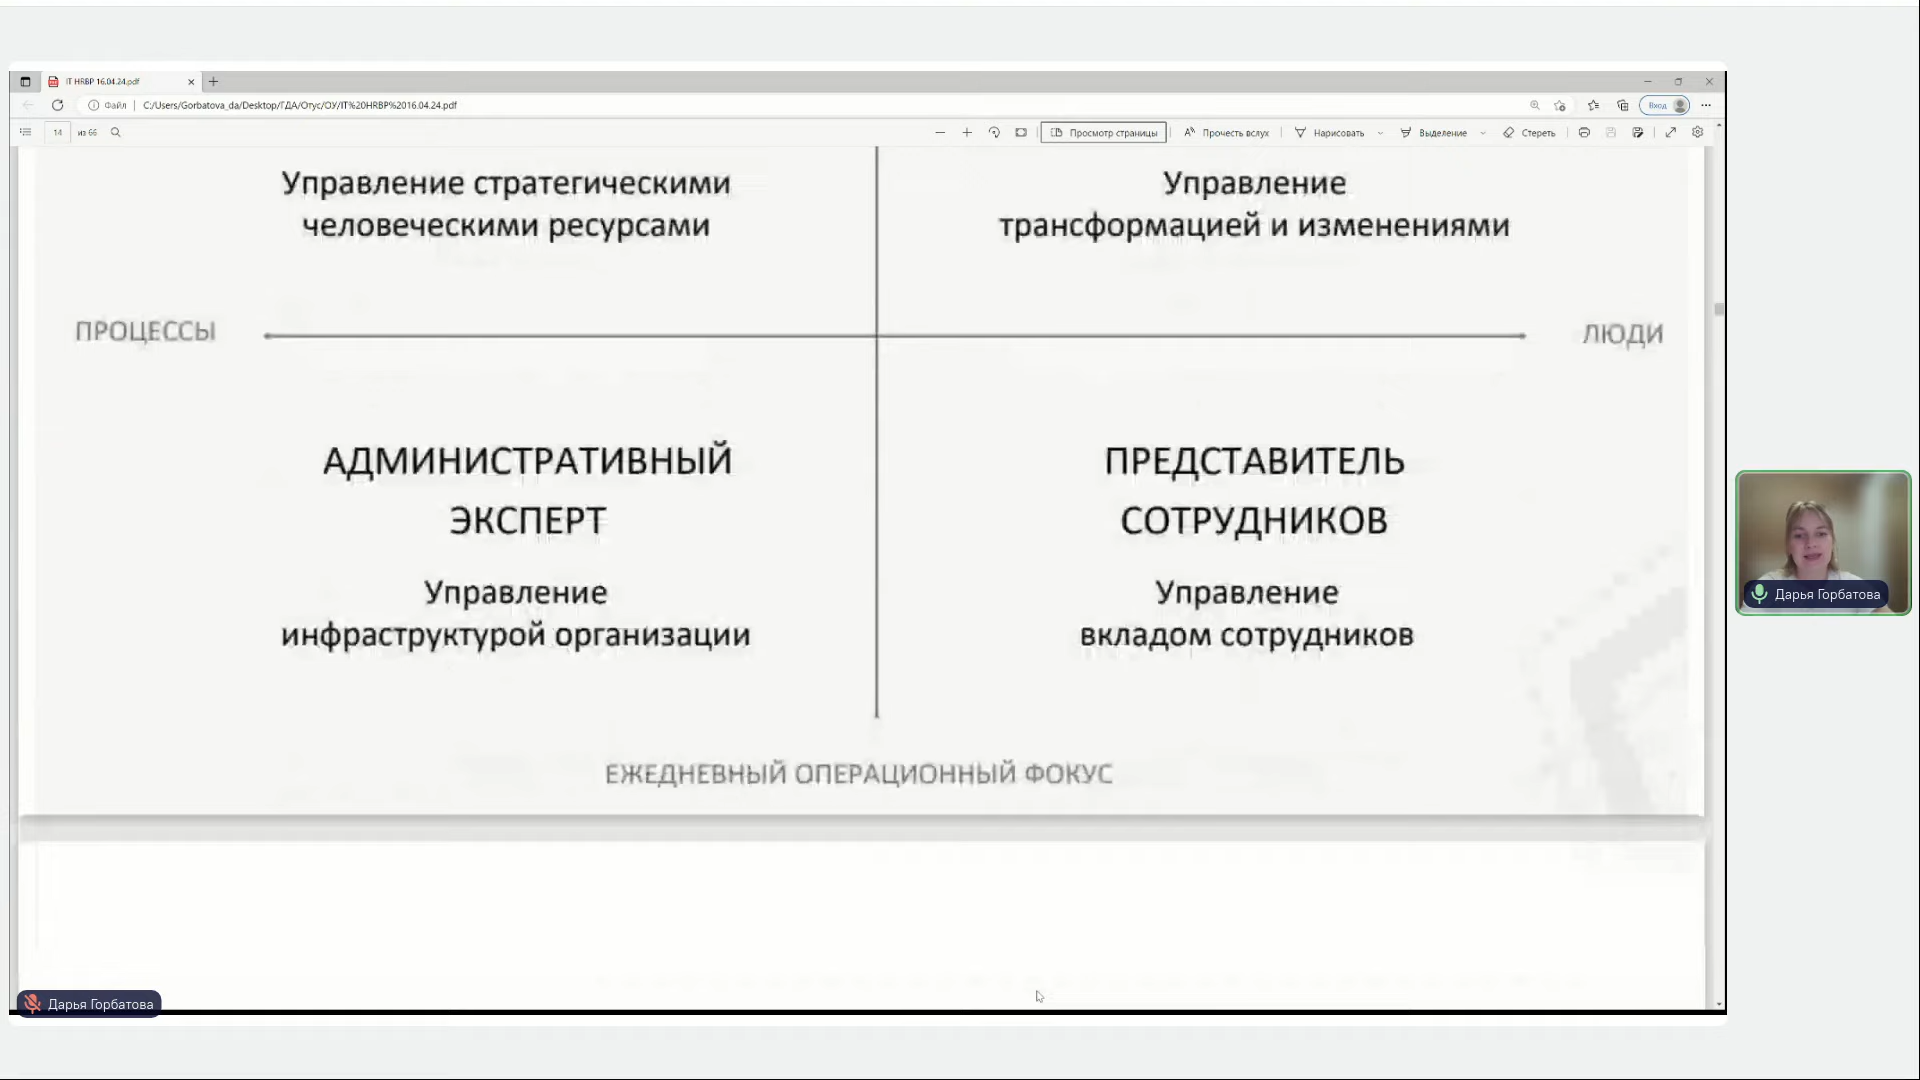 IT HRBP 16.04.24.pdf
Файл
C:/Users/Gorbatova_da/Desktop/ГДА/Отус/ОУ/IT%20HRBP%2016.04.24.pdf
Вход
14 из 66
Просмотр страницы
Прочесть вслух
Нарисовать
Выделение
Стереть
Управление стратегическими
человеческими ресурсами
Управление
трансформацией и изменениями
ПРОЦЕССЫ
ЛЮДИ
АДМИНИСТРАТИВНЫЙ
ЭКСПЕРТ
Управление
инфраструктурой организации
ПРЕДСТАВИТЕЛЬ
СОТРУДНИКОВ
Управление
вкладом сотрудников
ЕЖЕДНЕВНЫЙ ОПЕРАЦИОННЫЙ ФОКУС
Дарья Горбатова
Дарья Горбатова